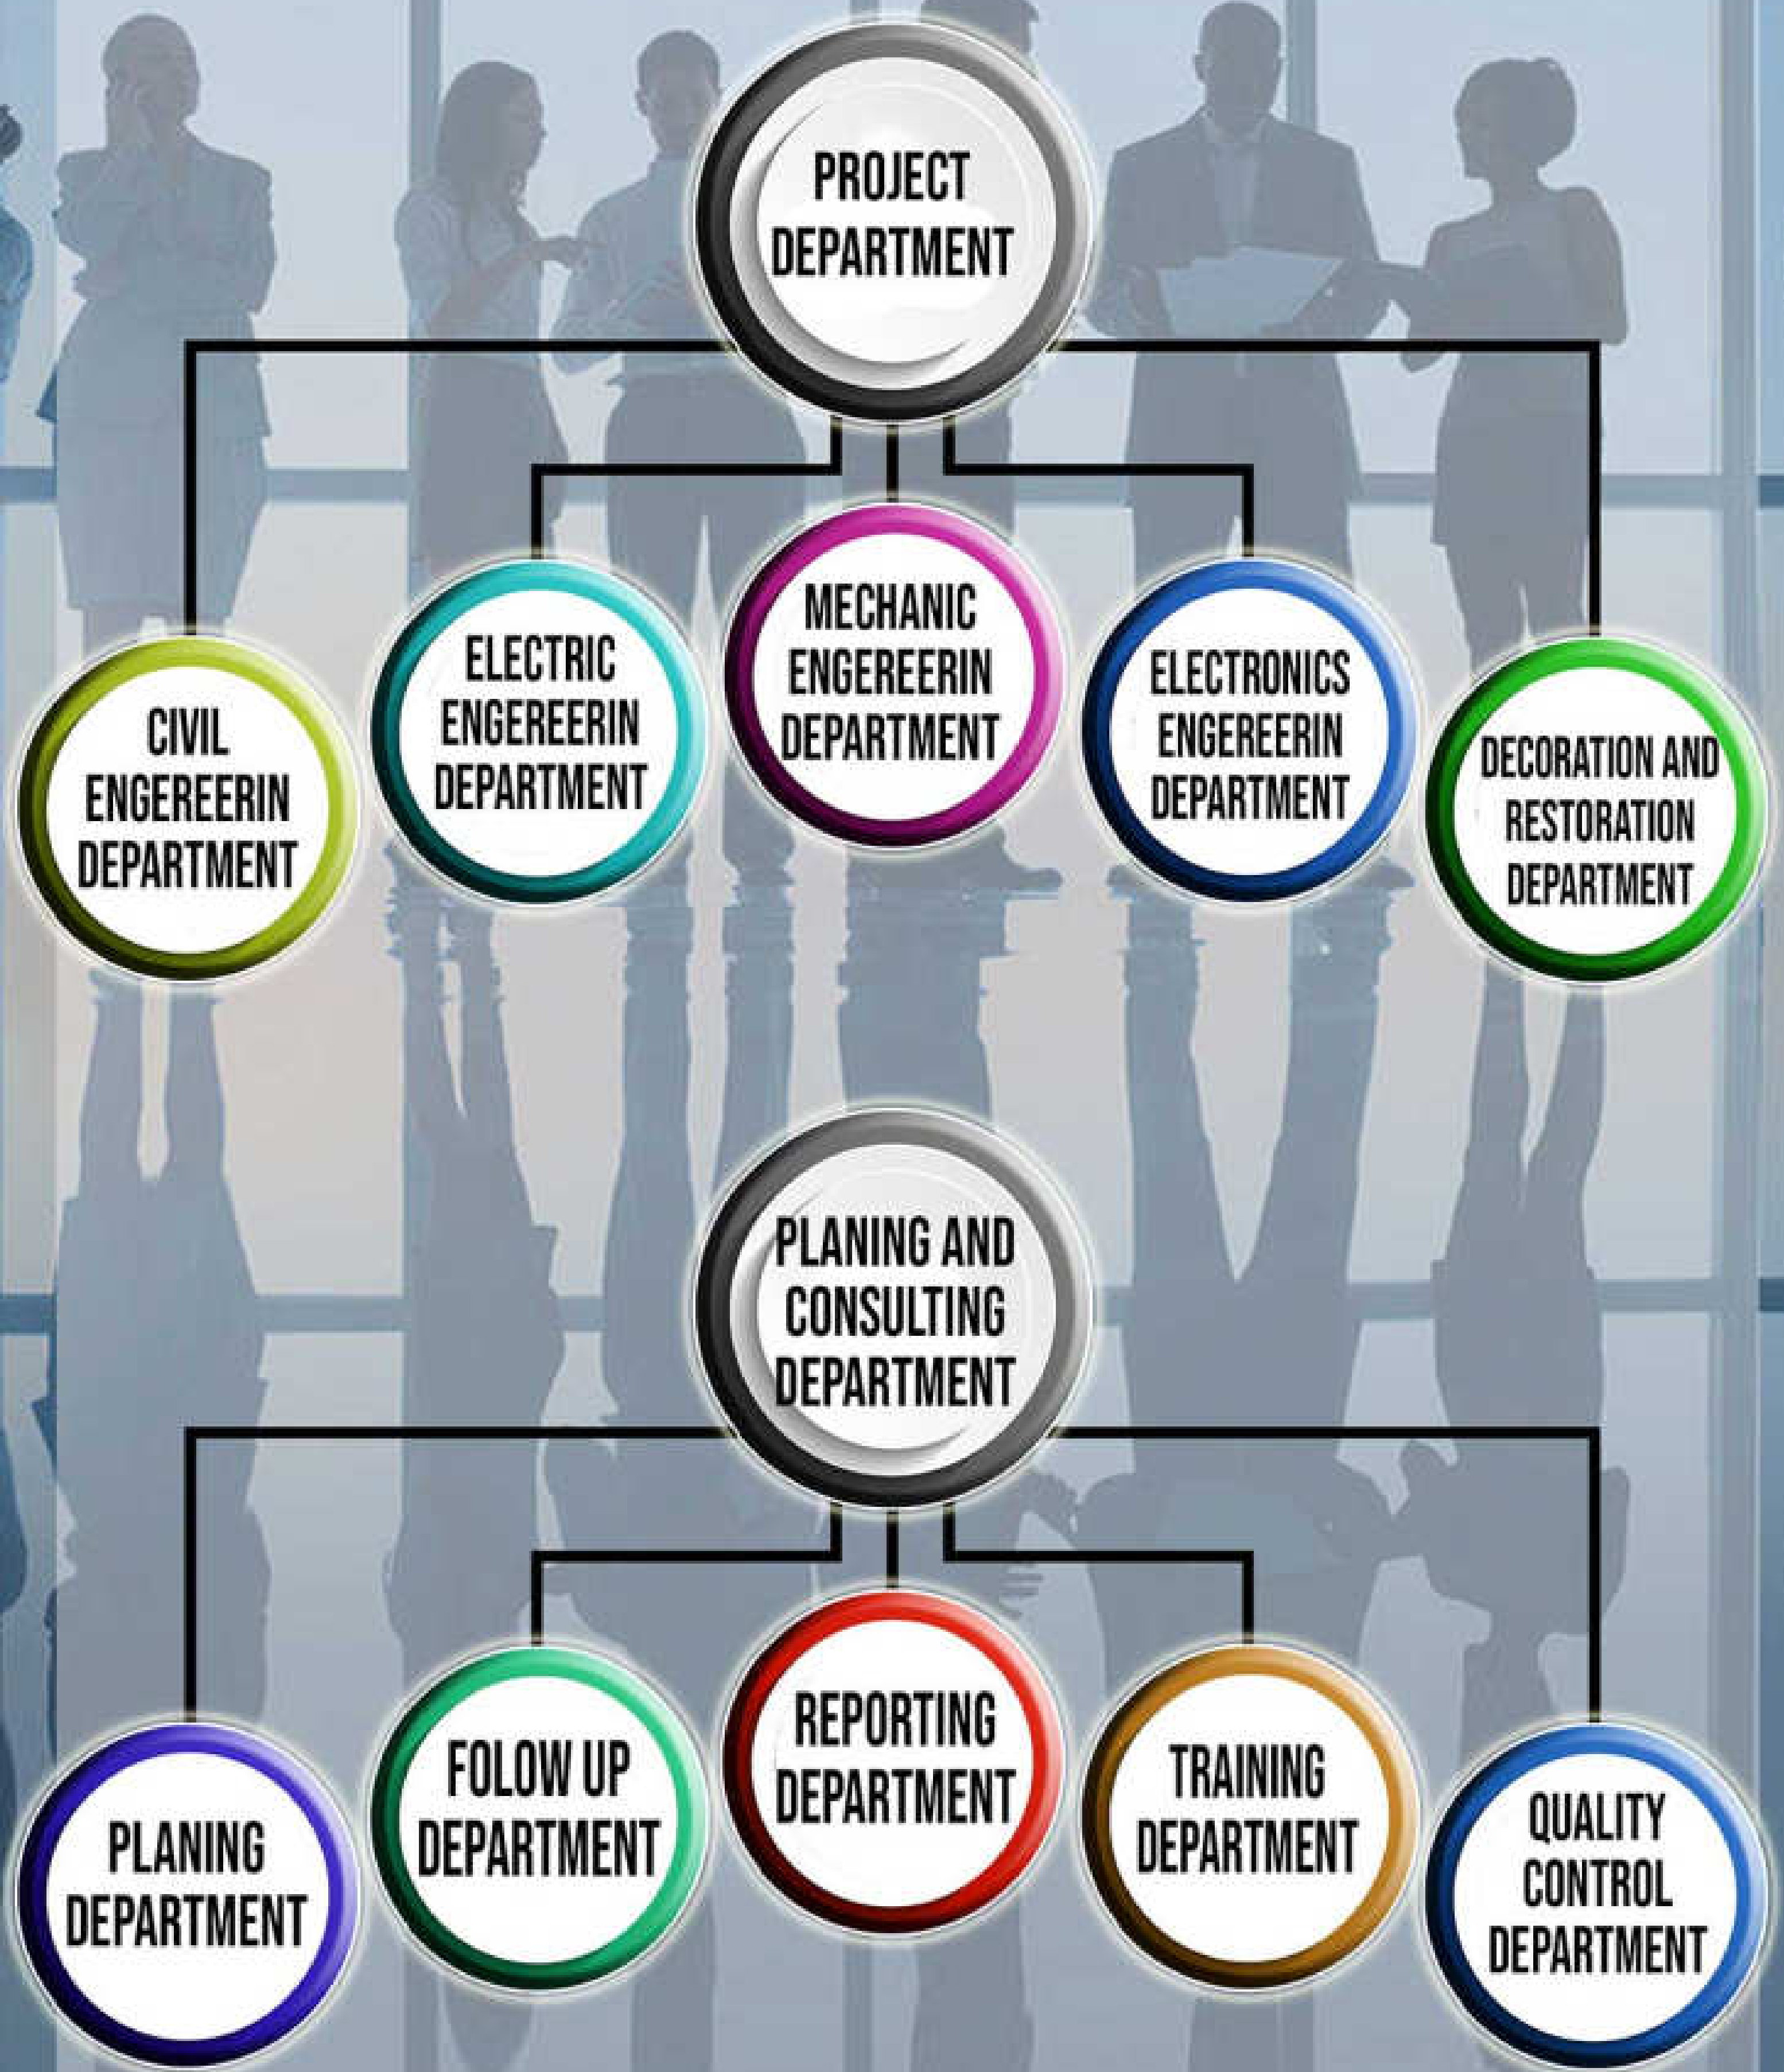 PROJECT
DEPARTMENT
CIVIL
ENGEREERIN
DEPARTMENT
ELECTRIC
ENGEREERIN
DEPARTMENT
MECHANIC
ENGEREERIN
DEPARTMENT
ELECTRONICS
ENGEREERIN
DEPARTMENT
DECORATION AND
RESTORATION
DEPARTMENT
PLANING AND
CONSULTING
DEPARTMENT
PLANING
DEPARTMENT
FOLOW UP
DEPARTMENT
REPORTING
DEPARTMENT
TRAINING
DEPARTMENT
QUALITY
CONTROL
DEPARTMENT